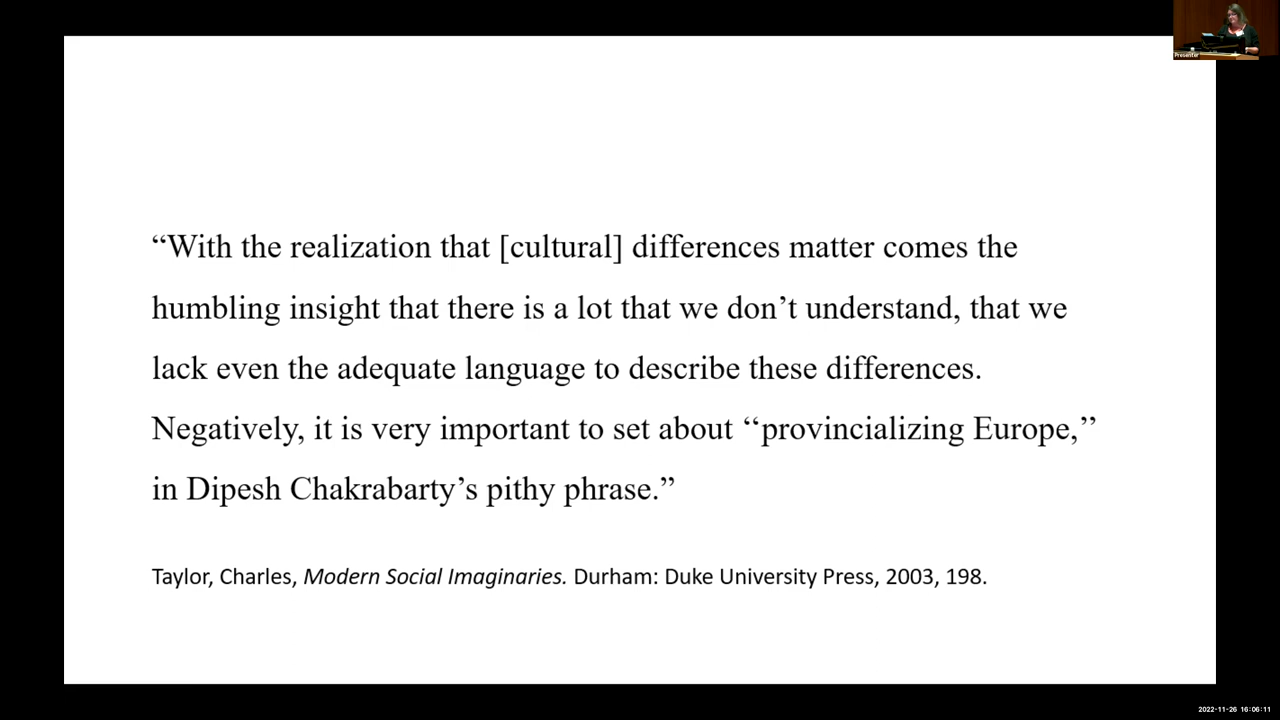 Presenter
“With the realization that [cultural] differences matter comes the
humbling insight that there is a lot that we don’t understand, that we
lack even the adequate language to describe these differences.
Negatively, it is very important to set about ‘‘provincializing Europe,’’
in Dipesh Chakrabarty’s pithy phrase.”
Taylor, Charles, Modern Social Imaginaries. Durham: Duke University Press, 2003, 198.
2022-11-26 16:06:11